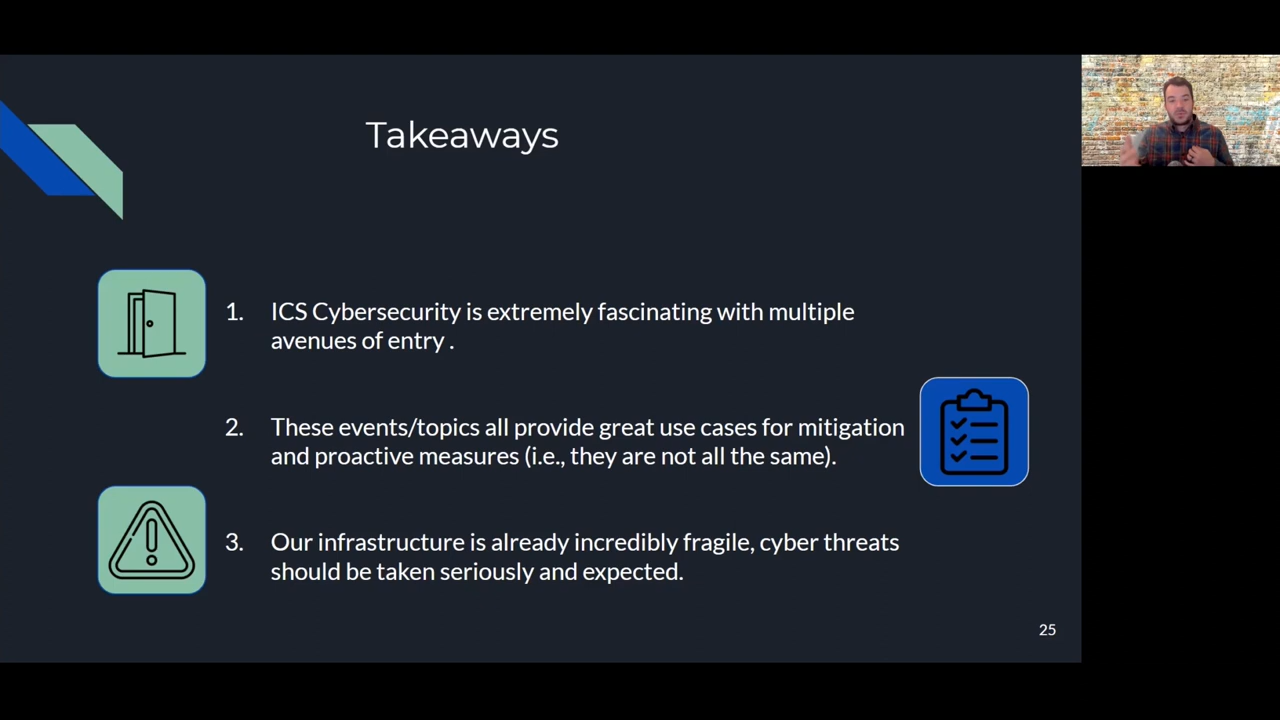 Takeaways
1. ICS Cybersecurity is extremely fascinating with multiple
avenues of entry .
2. These events/topics all provide great use cases for mitigation
and proactive measures (i.e., they are not all the same).
3. Our infrastructure is already incredibly fragile, cyber threats
should be taken seriously and expected.
25